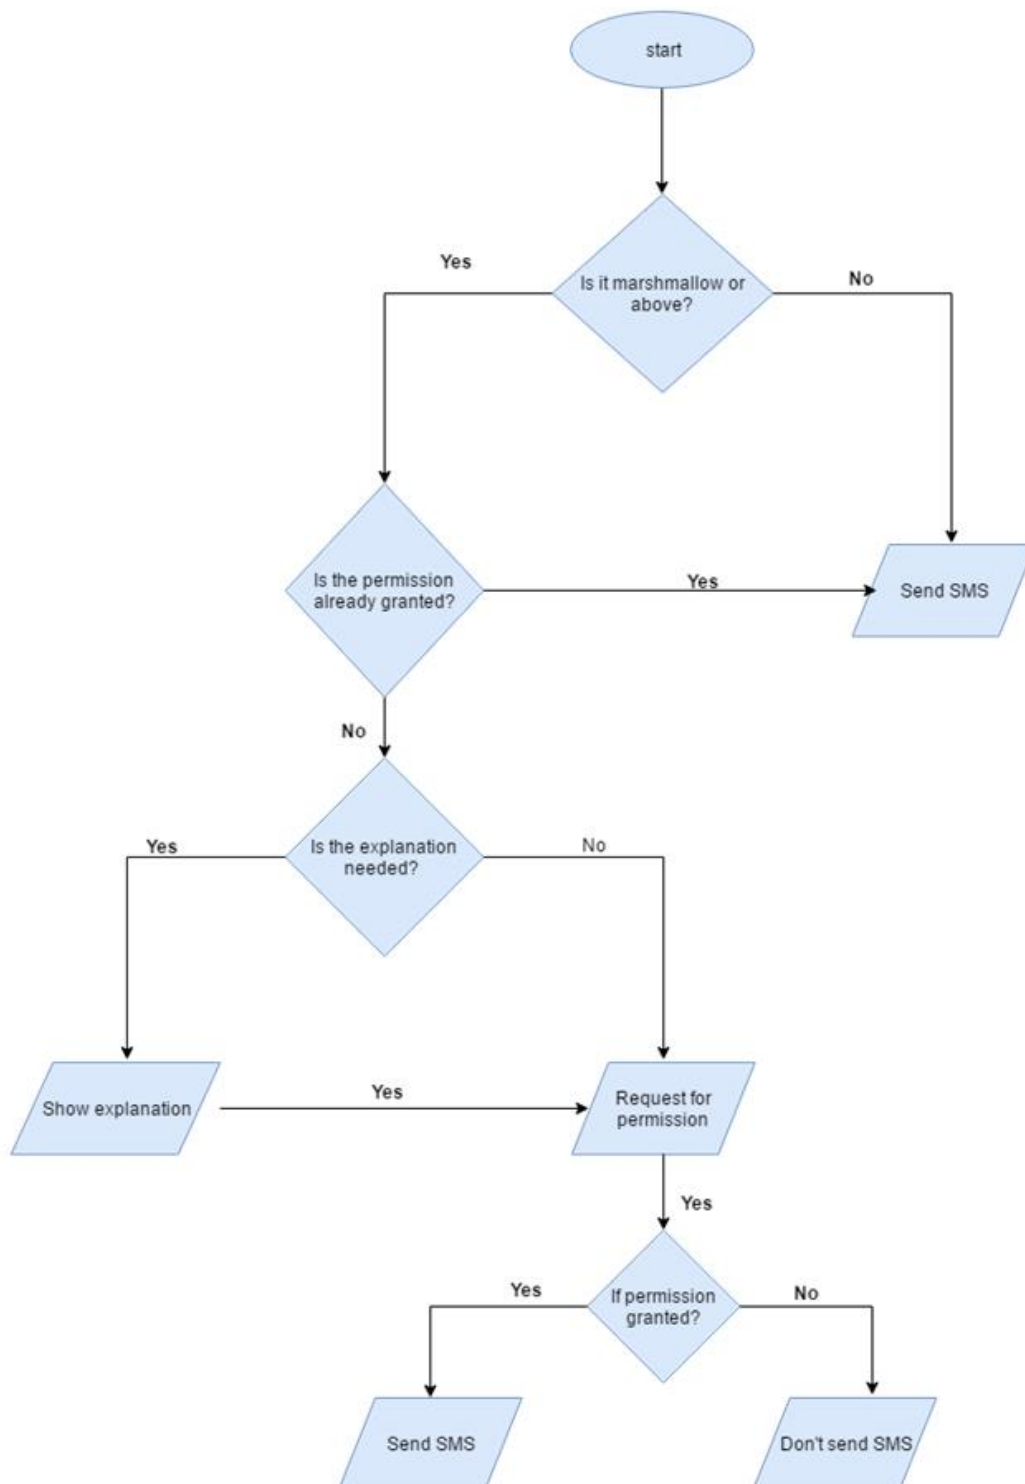 start
Yes
No
Is it marshmallow or
above?
Is the permission
already granted?
Yes
Send SMS
No
Yes
Is the explanation
needed?
No
Show explanation
Yes
Request for
permission
Yes
Yes
If permission
granted?
No
Send SMS
Don't send SMS